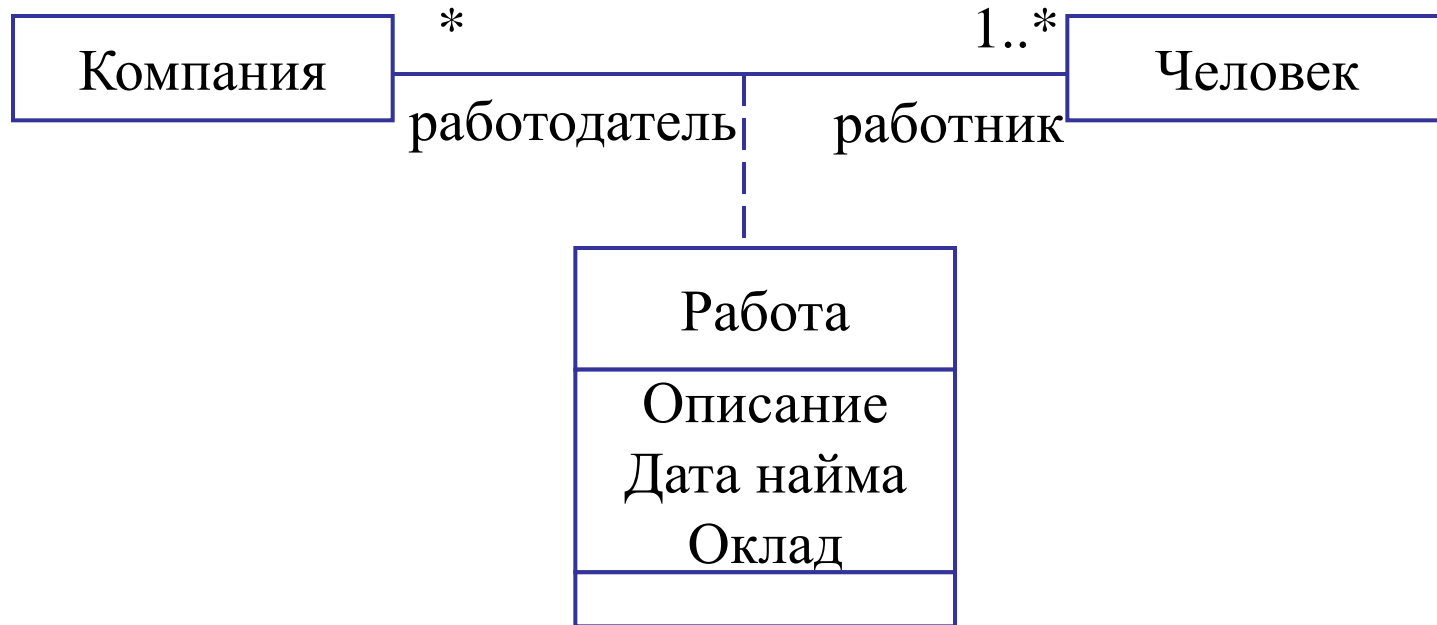 * 1..*
Компания Человек
работодатель работник
Работа
Описание
Дата найма
Оклад